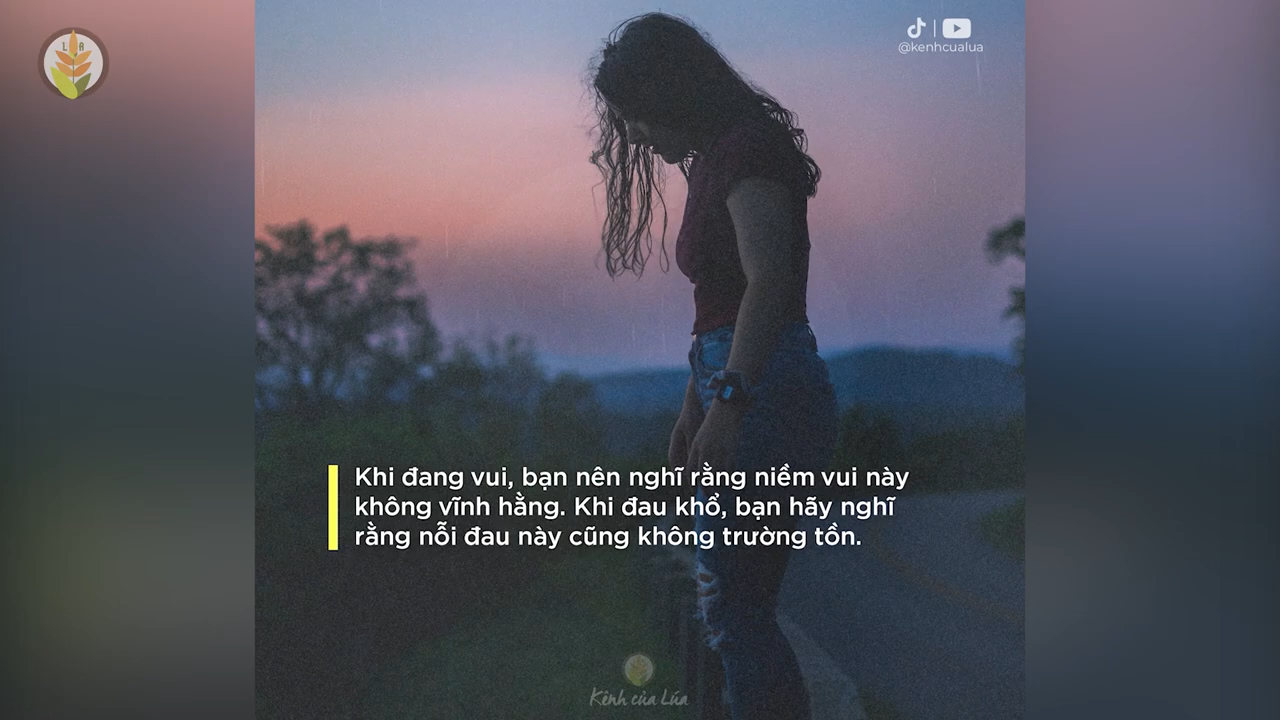 L A
@kenhcualua
Khi đang vui, bạn nên nghĩ rằng niềm vui này
không vĩnh hằng. Khi đau khổ, bạn hãy nghĩ
rằng nỗi đau này cũng không trường tồn.
Kênh của Lúa